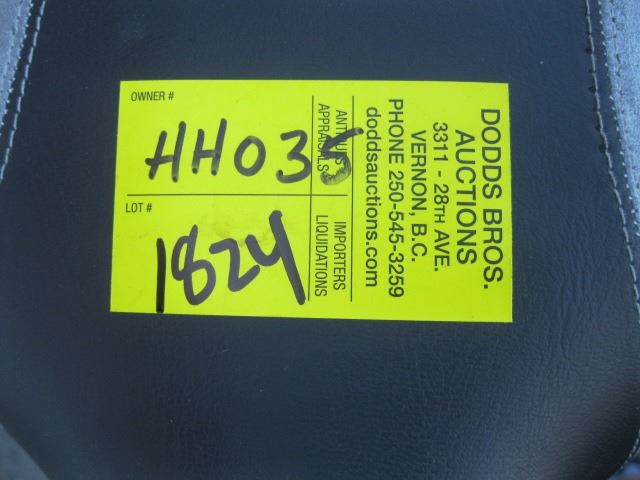 OWNER #
HH035
LOT #
1824
ANTIQUES
APPRAISALS
IMPORTERS
LIQUIDATIONS
DODDS BROS.
AUCTIONS
3311 - 28TH AVE.
VERNON, B.C.
PHONE 250-545-3259
doddsauctions.com